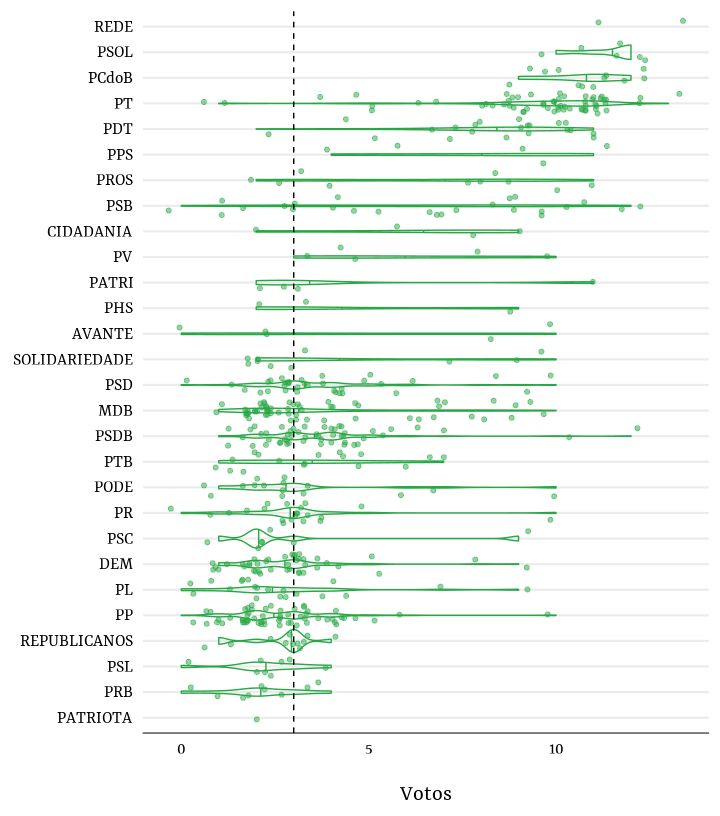 REDE
PSOL
PCdoB
PT
PDT
PPS
PROS
PSB
CIDADANIA
PV
PATRI
PHS
AVANTE
SOLIDARIEDADE
PSD
MDB
PSDB
PTB
PODE
PR
PSC
DEM
PL
PP
REPUBLICANOS
PSL
PRB
PATRIOTA
0 5 10
Votos